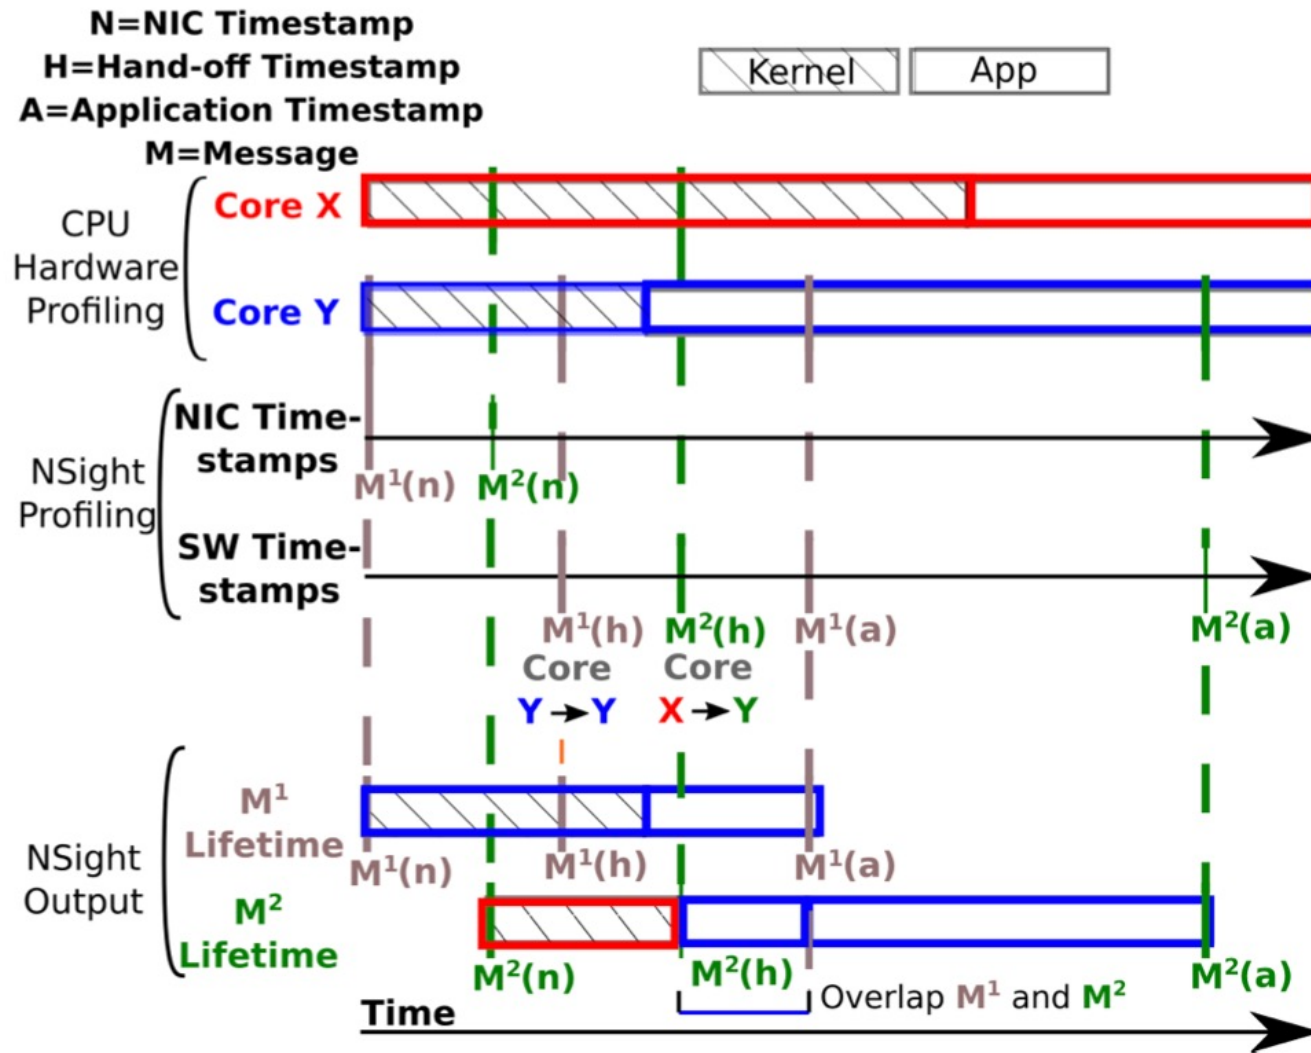 N=NIC Timestamp
H=Hand-off Timestamp
A=Application Timestamp
M=Message
Kernel
App
CPU
Hardware
Profiling
Core X
Core Y
NSight
Profiling
NIC Time-
stamps
M¹(n) M²(n)
SW Time-
stamps
M¹(h) M²(h) M¹(a) M²(a)
Core Core
Y Y X Y
NSight
Output
M¹
Lifetime
M¹(n) M¹(h) M¹(a)
M²
Lifetime
M²(n) M²(h) M²(a)
Overlap M¹ and M²
Time